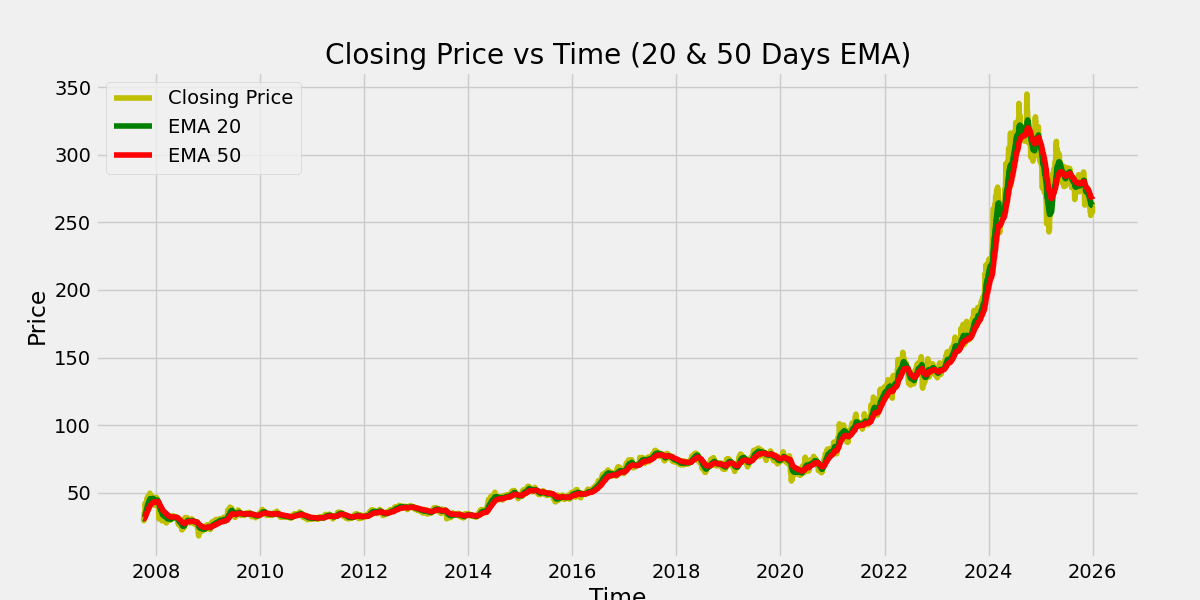 Closing Price vs Time (20 & 50 Days EMA)
Closing Price
EMA 20
EMA 50
350
300
250
200
150
100
50
Price
2008 2010 2012 2014 2016 2018 2020 2022 2024 2026
Time